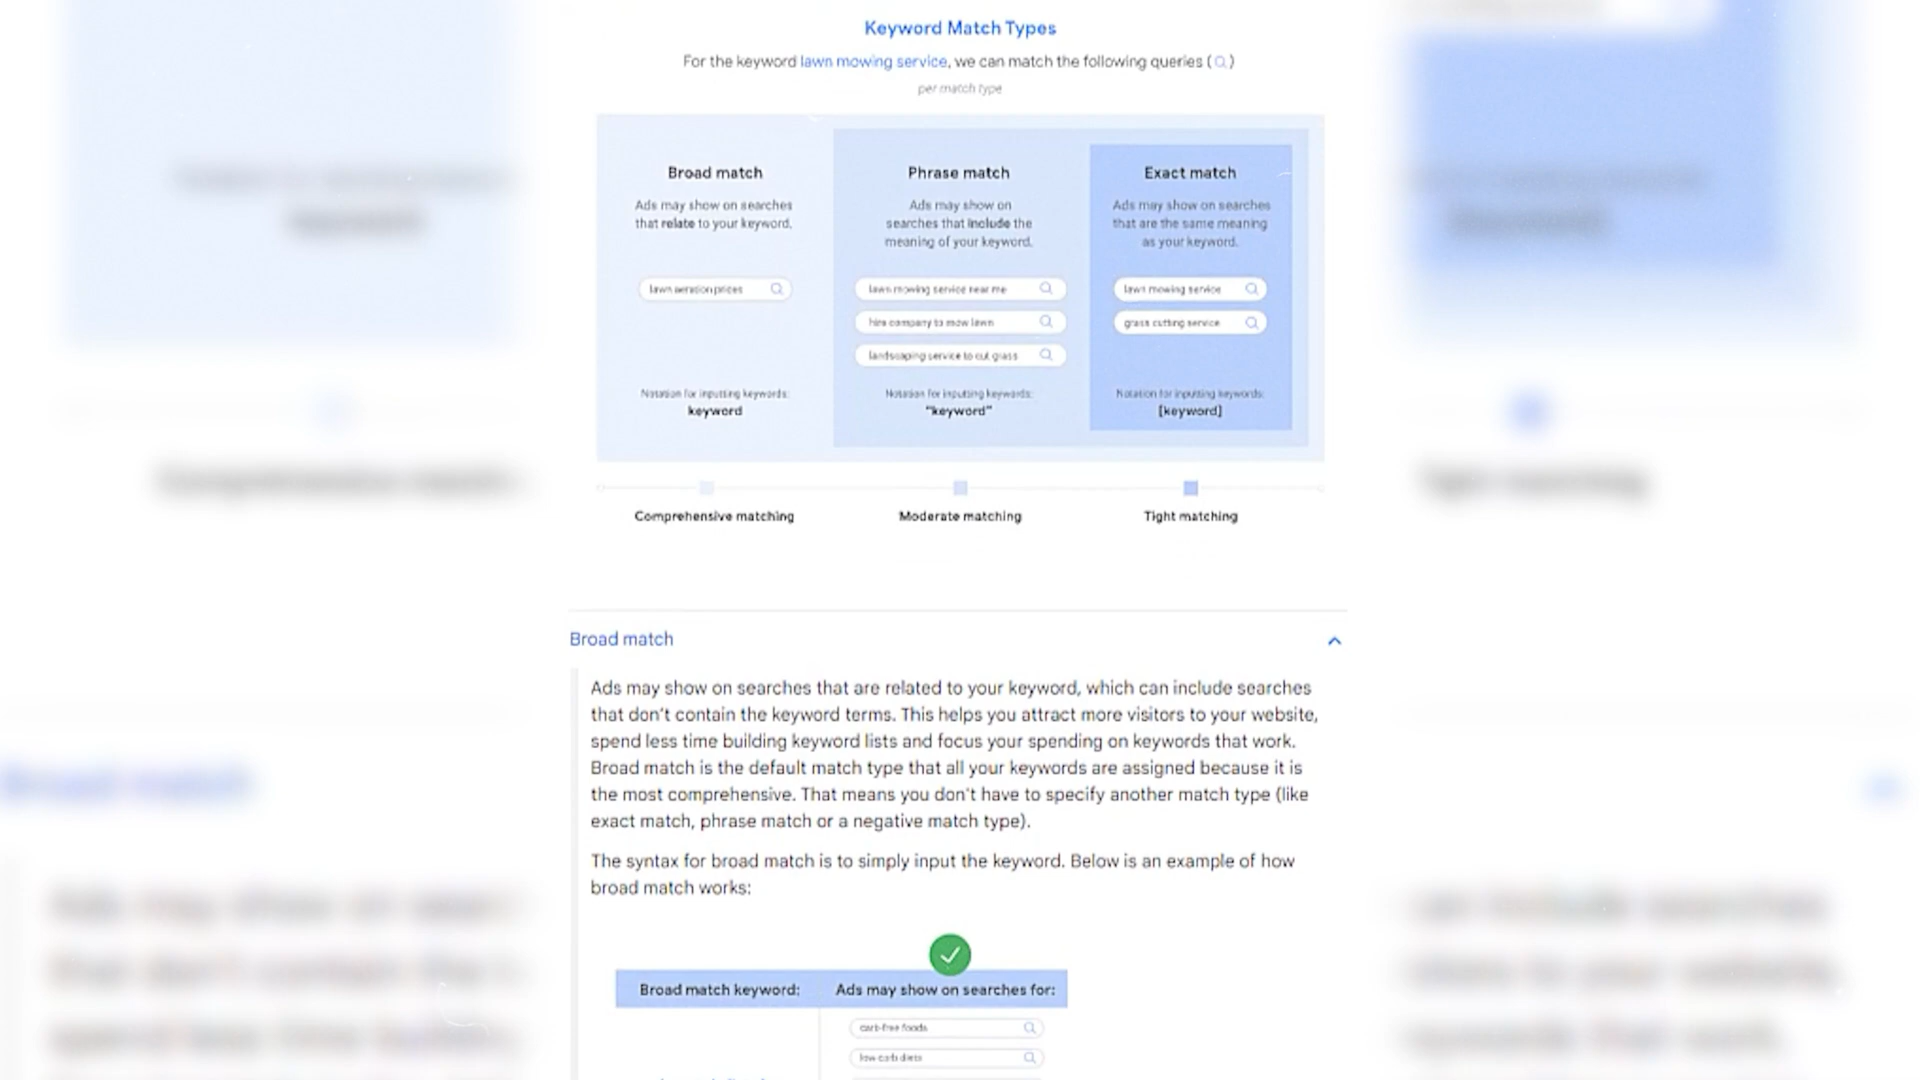 Keyword Match Types
For the keyword lawn mowing service, we can match the following queries ( )
per match type
Broad match
Ads may show on searches
that relate to your keyword.
lawn aeration prices
Notation for inputting keywords:
keyword
Phrase match
Ads may show on
searches that include the
meaning of your keyword.
lawn mowing service near me
hire company to mow lawn
landscaping service to cut grass
Notation for inputting keywords:
"keyword"
Exact match
Ads may show on searches
that are the same meaning
as your keyword.
lawn mowing service
grass cutting service
Notation for inputting keywords:
[keyword]
Comprehensive matching
Moderate matching
Tight matching
Broad match
Ads may show on searches that are related to your keyword, which can include searches
that don't contain the keyword terms. This helps you attract more visitors to your website,
spend less time building keyword lists and focus your spending on keywords that work.
Broad match is the default match type that all your keywords are assigned because it is
the most comprehensive. That means you don't have to specify another match type (like
exact match, phrase match or a negative match type).
The syntax for broad match is to simply input the keyword. Below is an example of how
broad match works:
Broad match keyword:
Ads may show on searches for:
carb-free foods
low carb diets